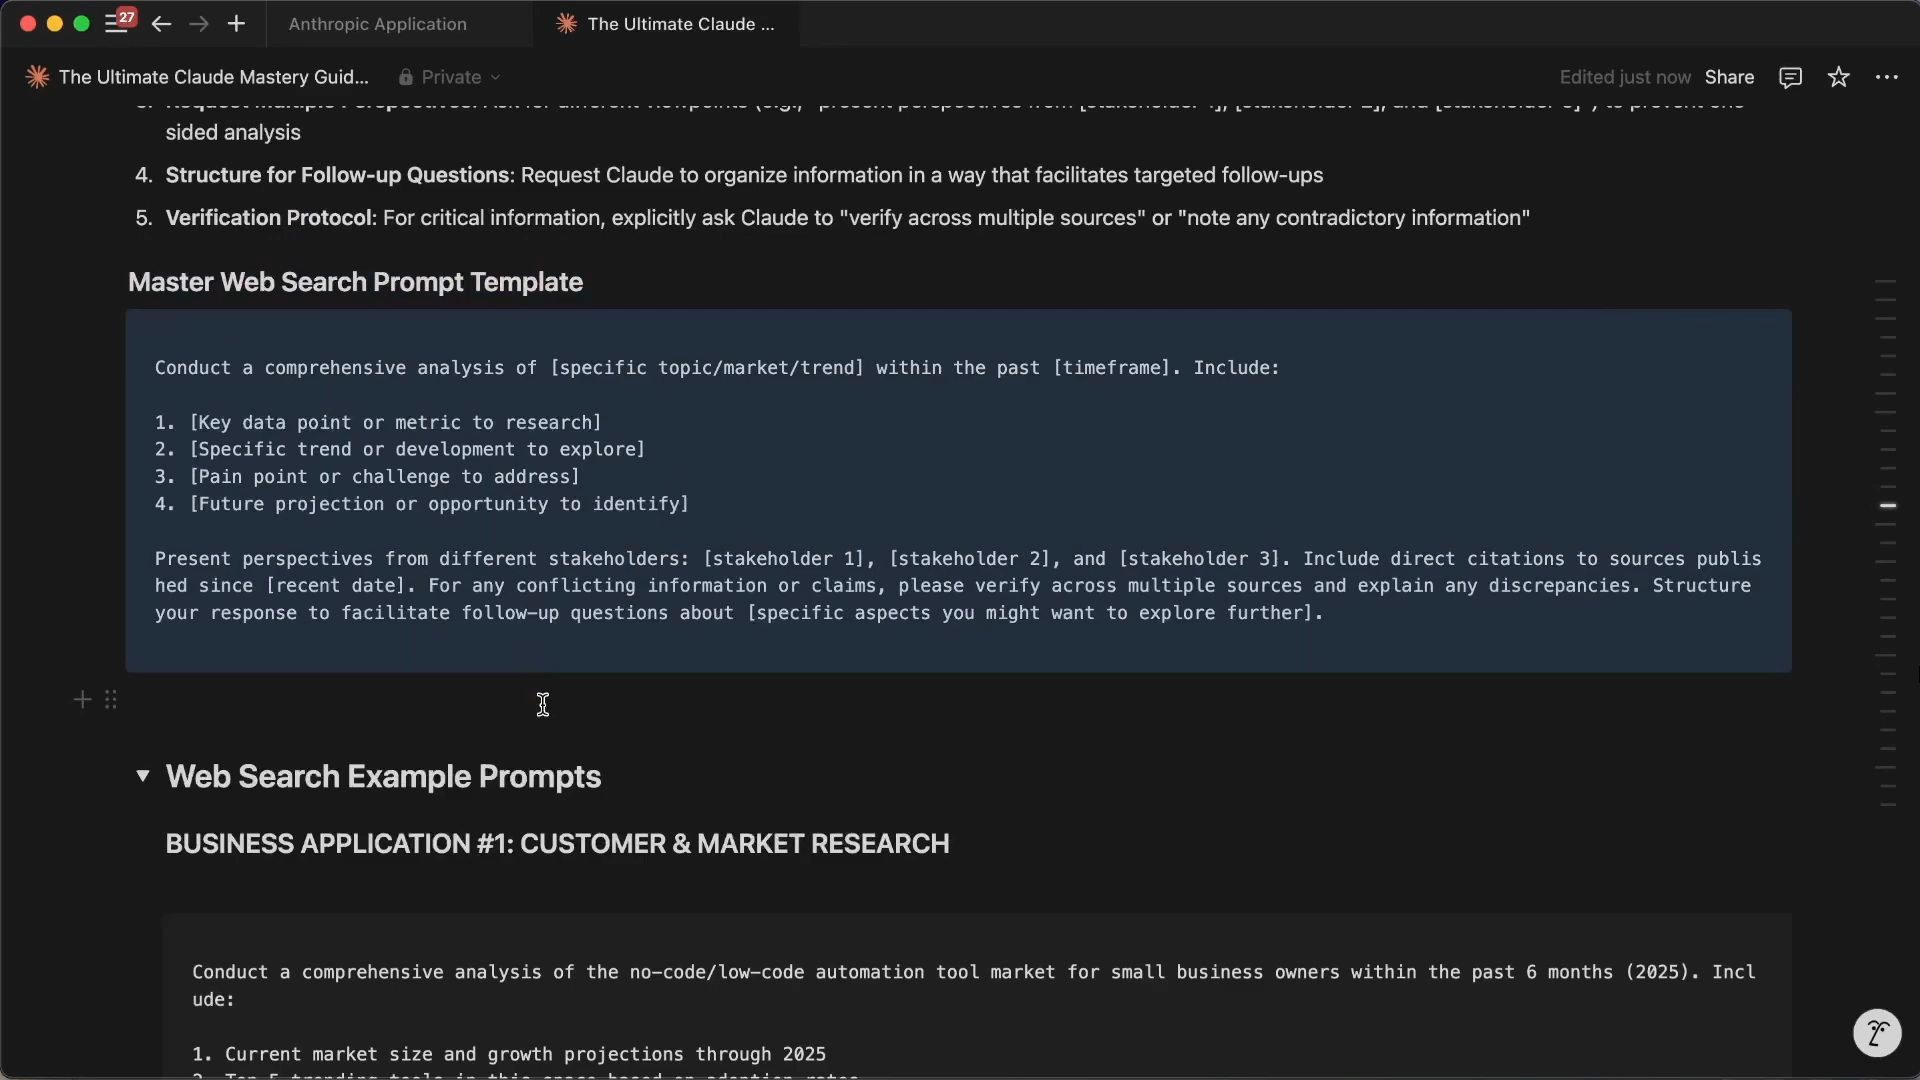 27
Anthropic Application
The Ultimate Claude ...
The Ultimate Claude Mastery Guid...
Private
Edited just now
Share
sided analysis
4. Structure for Follow-up Questions: Request Claude to organize information in a way that facilitates targeted follow-ups
5. Verification Protocol: For critical information, explicitly ask Claude to "verify across multiple sources" or "note any contradictory information"
Master Web Search Prompt Template
Conduct a comprehensive analysis of [specific topic/market/trend] within the past [timeframe]. Include:
1. [Key data point or metric to research]
2. [Specific trend or development to explore]
3. [Pain point or challenge to address]
4. [Future projection or opportunity to identify]
Present perspectives from different stakeholders: [stakeholder 1], [stakeholder 2], and [stakeholder 3]. Include direct citations to sources publis
hed since [recent date]. For any conflicting information or claims, please verify across multiple sources and explain any discrepancies. Structure
your response to facilitate follow-up questions about [specific aspects you might want to explore further].
Web Search Example Prompts
BUSINESS APPLICATION #1: CUSTOMER & MARKET RESEARCH
Conduct a comprehensive analysis of the no-code/low-code automation tool market for small business owners within the past 6 months (2025). Incl
ude:
1. Current market size and growth projections through 2025